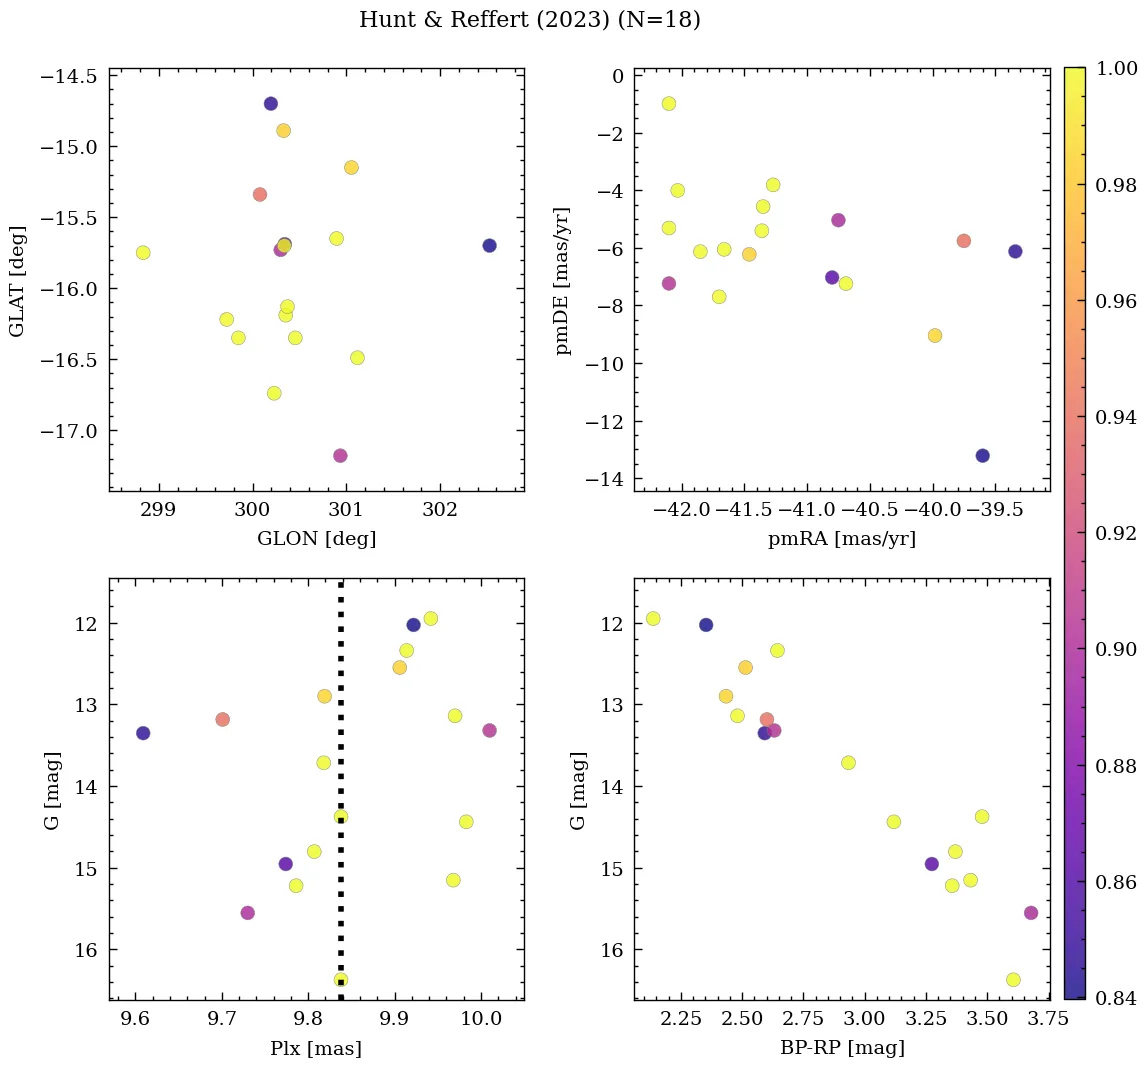 Hunt & Reffert (2023) (N=18)
−14.5
−15.0
−15.5
−16.0
−16.5
−17.0
GLAT [deg]
299 300 301 302
GLON [deg]
0
−2
−4
−6
−8
−10
−12
−14
pmDE [mas/yr]
−42.0 −41.5 −41.0 −40.5 −40.0 −39.5
pmRA [mas/yr]
12
13
14
15
16
G [mag]
9.6 9.7 9.8 9.9 10.0
Plx [mas]
12
13
14
15
16
G [mag]
2.25 2.50 2.75 3.00 3.25 3.50 3.75
BP-RP [mag]
1.00
0.98
0.96
0.94
0.92
0.90
0.88
0.86
0.84